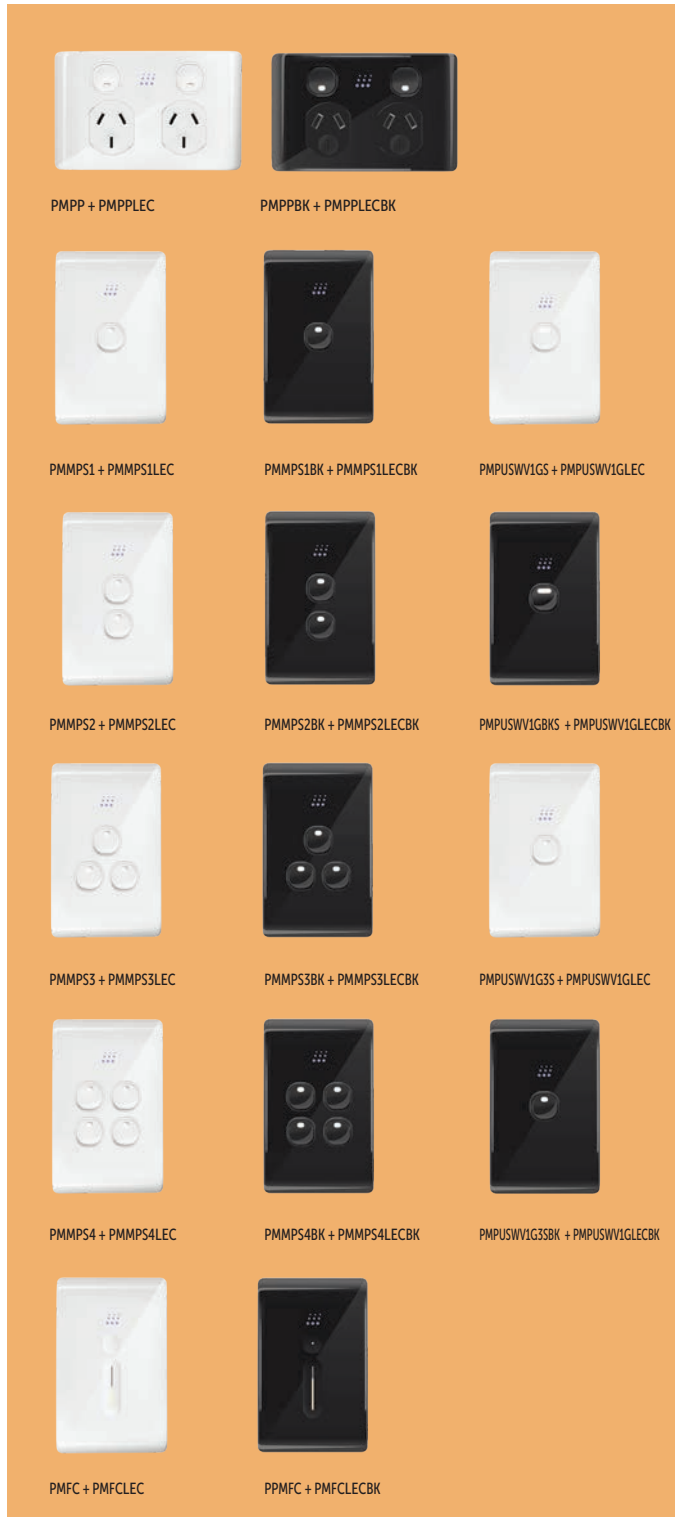 PMPP + PMPPLEC
PMPPBK + PMPPLECBK
PMMPS1 + PMMPS1LEC
PMMPS1BK + PMMPS1LECBK
PMPUSWV1GS + PMPUSWV1GLEC
PMMPS2 + PMMPS2LEC
PMMPS2BK + PMMPS2LECBK
PMPUSWV1GBKS + PMPUSWV1GLECBK
PMMPS3 + PMMPS3LEC
PMMPS3BK + PMMPS3LECBK
PMPUSWV1G3S + PMPUSWV1GLEC
PMMPS4 + PMMPS4LEC
PMMPS4BK + PMMPS4LECBK
PMPUSWV1G3SBK + PMPUSWV1GLECBK
PMFC + PMFCLEC
PPMFC + PMFCLECBK